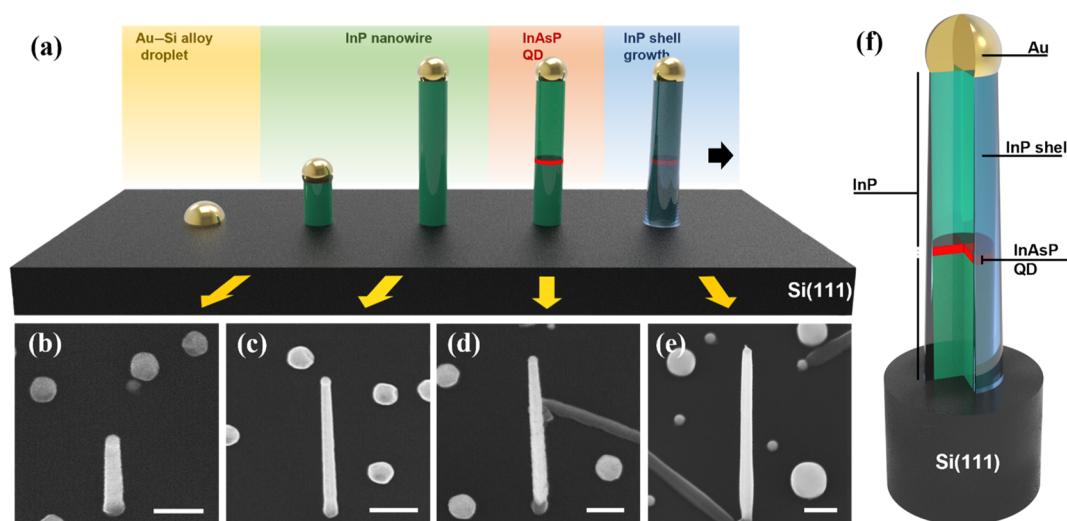 (a)
Au–Si alloy
droplet
InP nanowire
InAsP
QD
InP shell
growth
Si(111)
(b)
(c)
(d)
(e)
(f)
Au
InP shel
InP
InAsP
QD
Si(111)